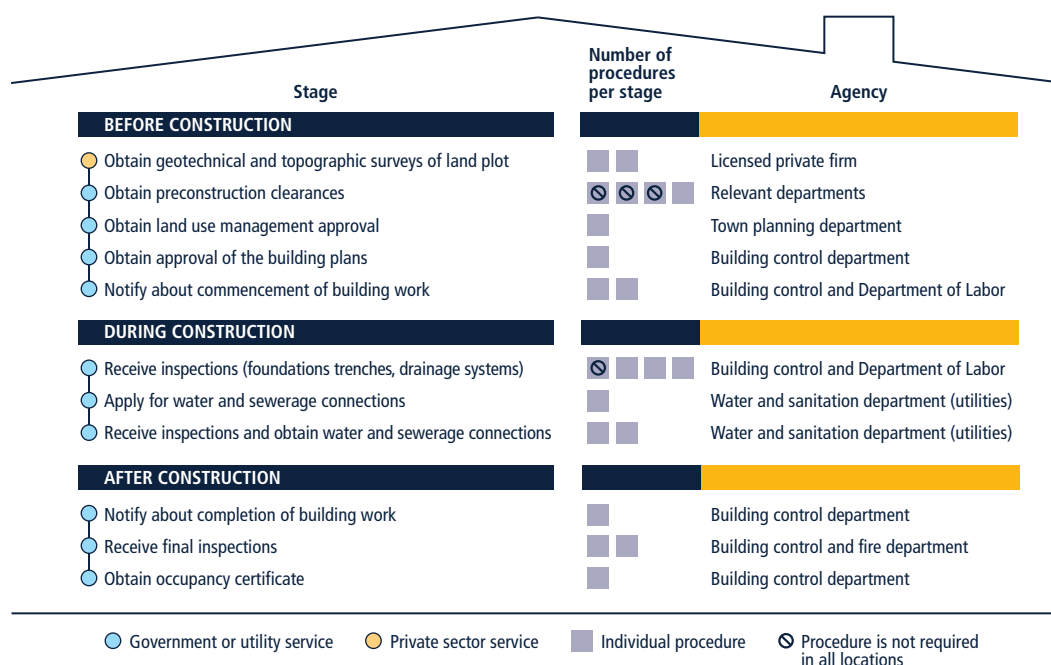 Stage
Number of
procedures
per stage
Agency
BEFORE CONSTRUCTION
Obtain geotechnical and topographic surveys of land plot
Licensed private firm
Obtain preconstruction clearances
Relevant departments
Obtain land use management approval
Town planning department
Obtain approval of the building plans
Building control department
Notify about commencement of building work
Building control and Department of Labor
DURING CONSTRUCTION
Receive inspections (foundations trenches, drainage systems)
Building control and Department of Labor
Apply for water and sewerage connections
Water and sanitation department (utilities)
Receive inspections and obtain water and sewerage connections
Water and sanitation department (utilities)
AFTER CONSTRUCTION
Notify about completion of building work
Building control department
Receive final inspections
Building control and fire department
Obtain occupancy certificate
Building control department
Government or utility service
Private sector service
Individual procedure
Procedure is not required
in all locations